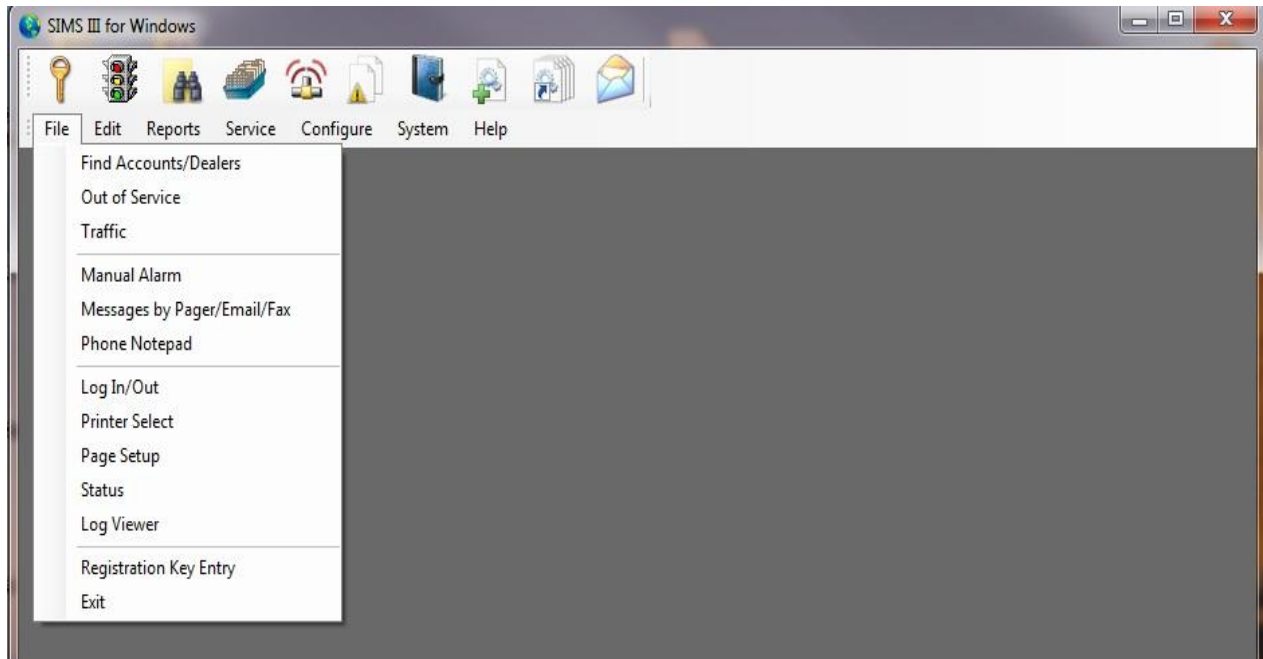 SIMS III for Windows
File Edit Reports Service Configure System Help
Find Accounts/Dealers
Out of Service
Traffic
Manual Alarm
Messages by Pager/Email/Fax
Phone Notepad
Log In/Out
Printer Select
Page Setup
Status
Log Viewer
Registration Key Entry
Exit